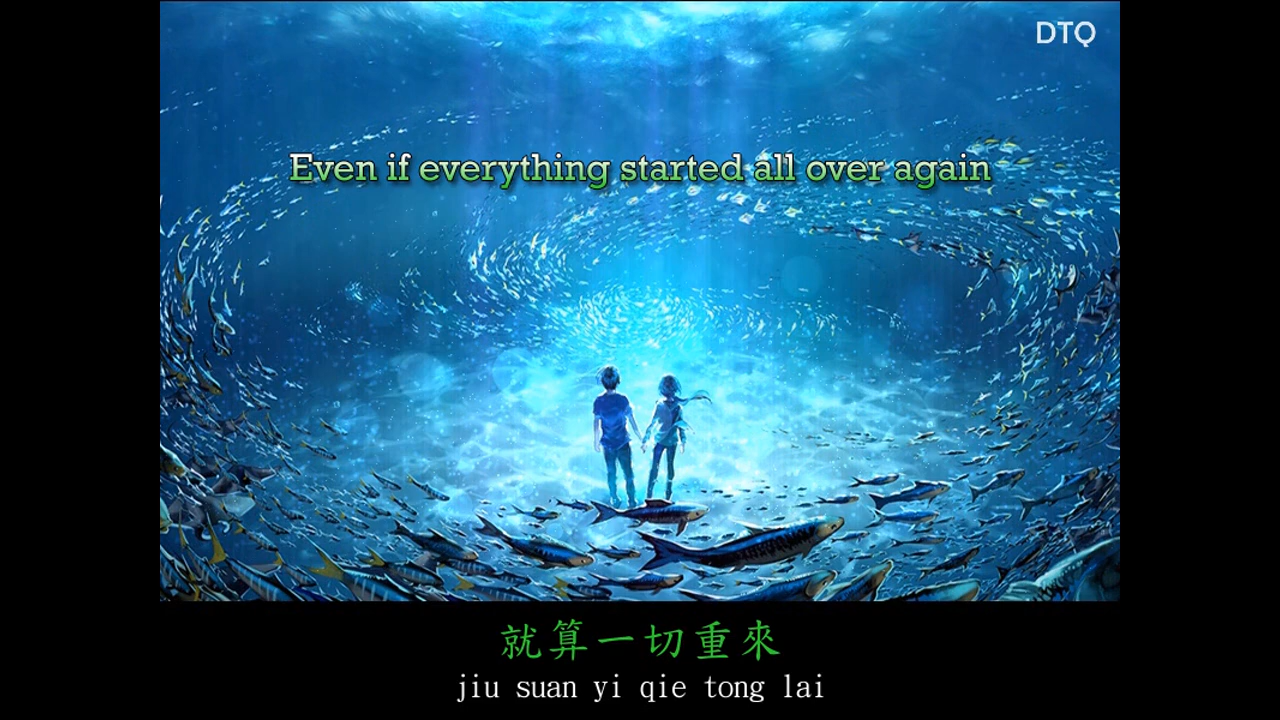 DTQ
Even if everything started all over again
就算一切重來
jiu suan yi qie tong lai